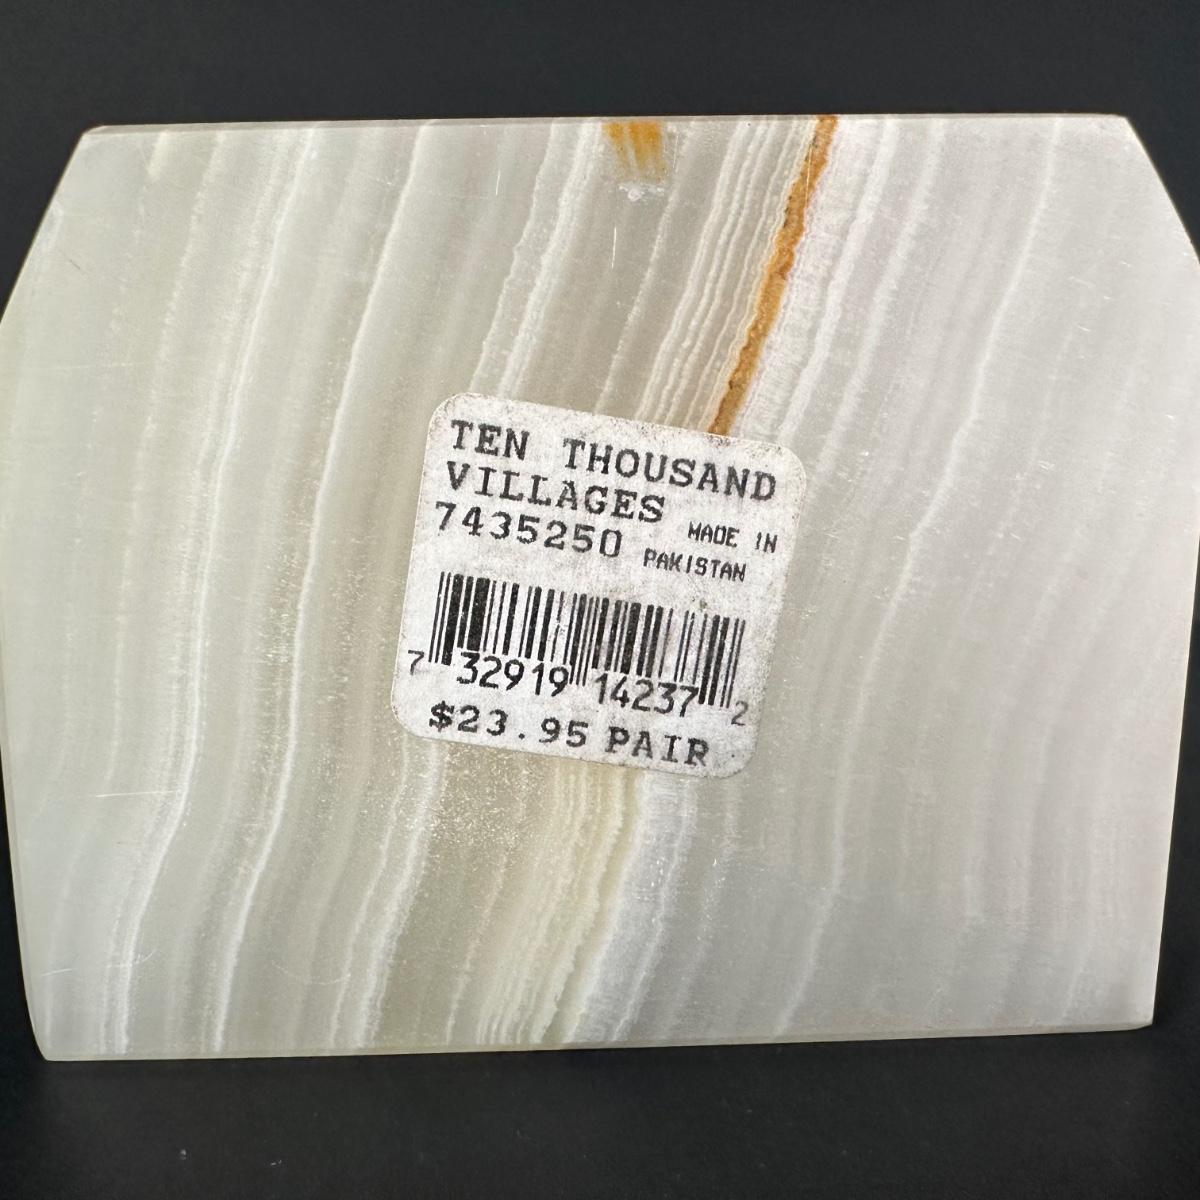 TEN THOUSAND
VILLAGES
7435250 MADE IN
PAKISTAN
7 32919 14237 2
$23.95 PAIR